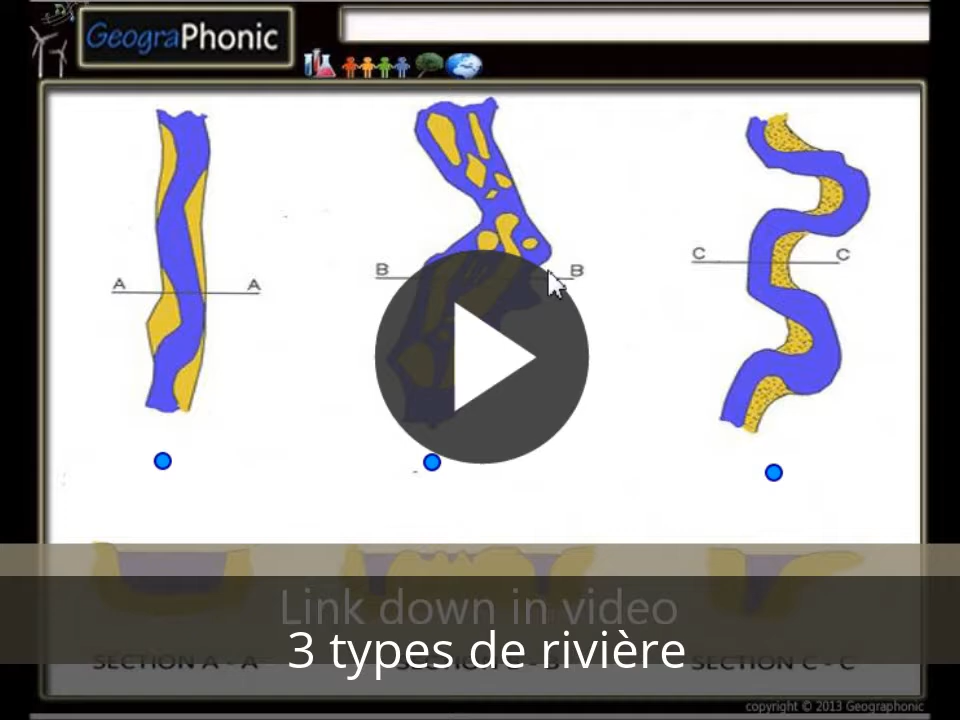 GeograPhonic
A A
B B
C C
Link down in video
3 types de rivière
SECTION A - A
SECTION C - C
copyright © 2013 Geographonic